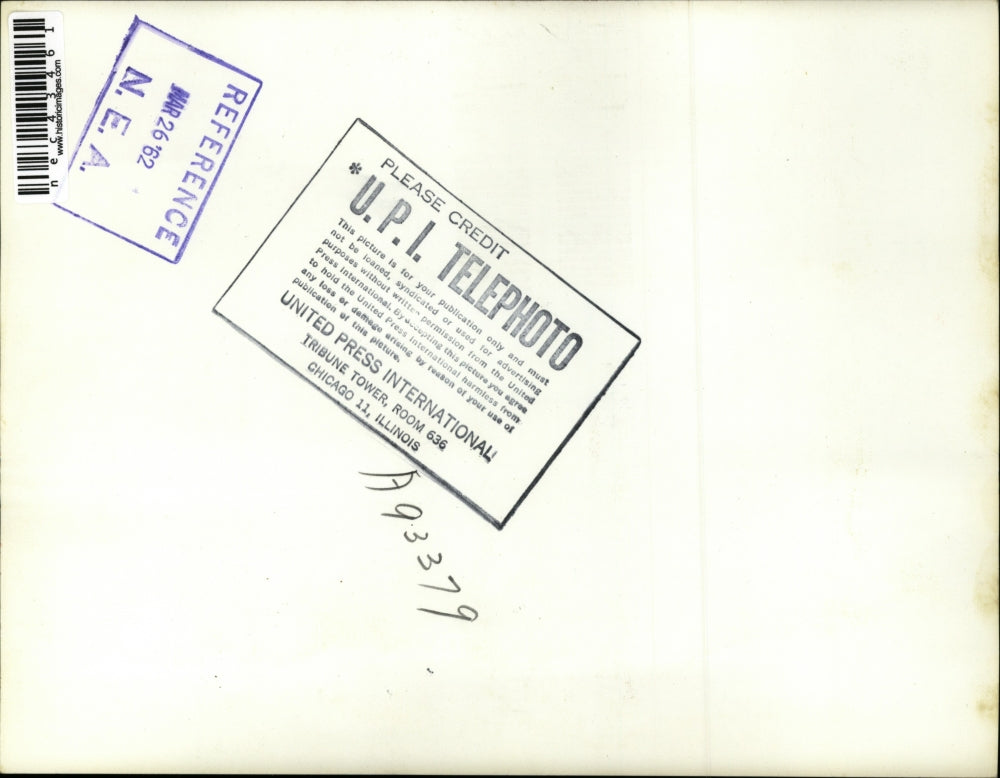 nec43461
www.historicimages.com
REFERENCE
MAR 26 '62
N. E. A.
PLEASE CREDIT
* U. P. I. TELEPHOTO
This picture is for your publication only and must
not be loaned, syndicated or used for advertising
purposes without written permission from the United
Press International. By accepting this picture you agree
to hold the United Press International harmless from
any loss or damage arising by reason of your use of
publication of this picture.
UNITED PRESS INTERNATIONAL
TRIBUNE TOWER, ROOM 636
CHICAGO 11, ILLINOIS
A93379